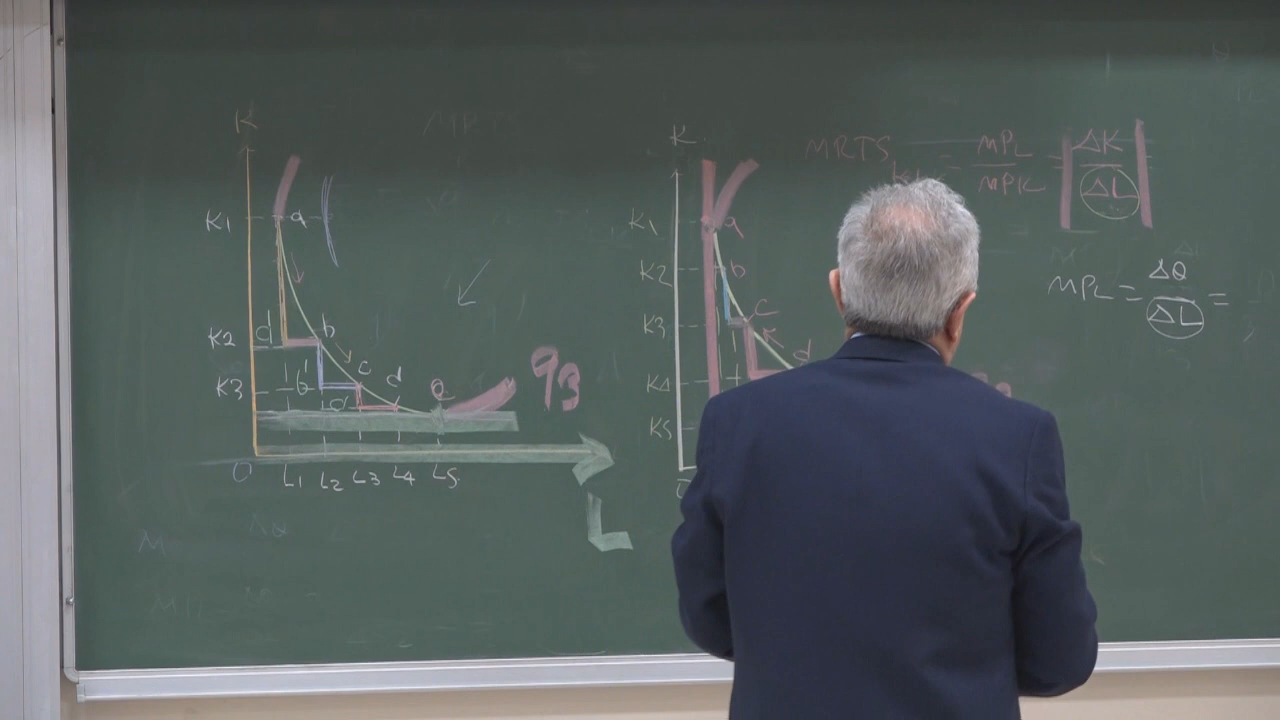 K
K1
a
K2
d
b
K3
c
d
e
q3
O
L1 L2 L3 L4 L5
L
K
K1
a
K2
b
K3
c
d
K4
K5
MRTS = MPL / MPK = | ΔK / ΔL |
MPL = ΔQ / ΔL =